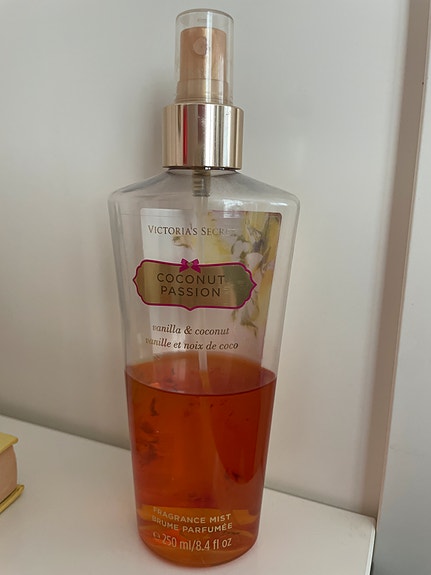 VICTORIA'S SECRET
COCONUT
PASSION
vanilla & coconut
vanille et noix de coco
FRAGRANCE MIST
BRUME PARFUMÉE
℮ 250 ml/8.4 fl oz